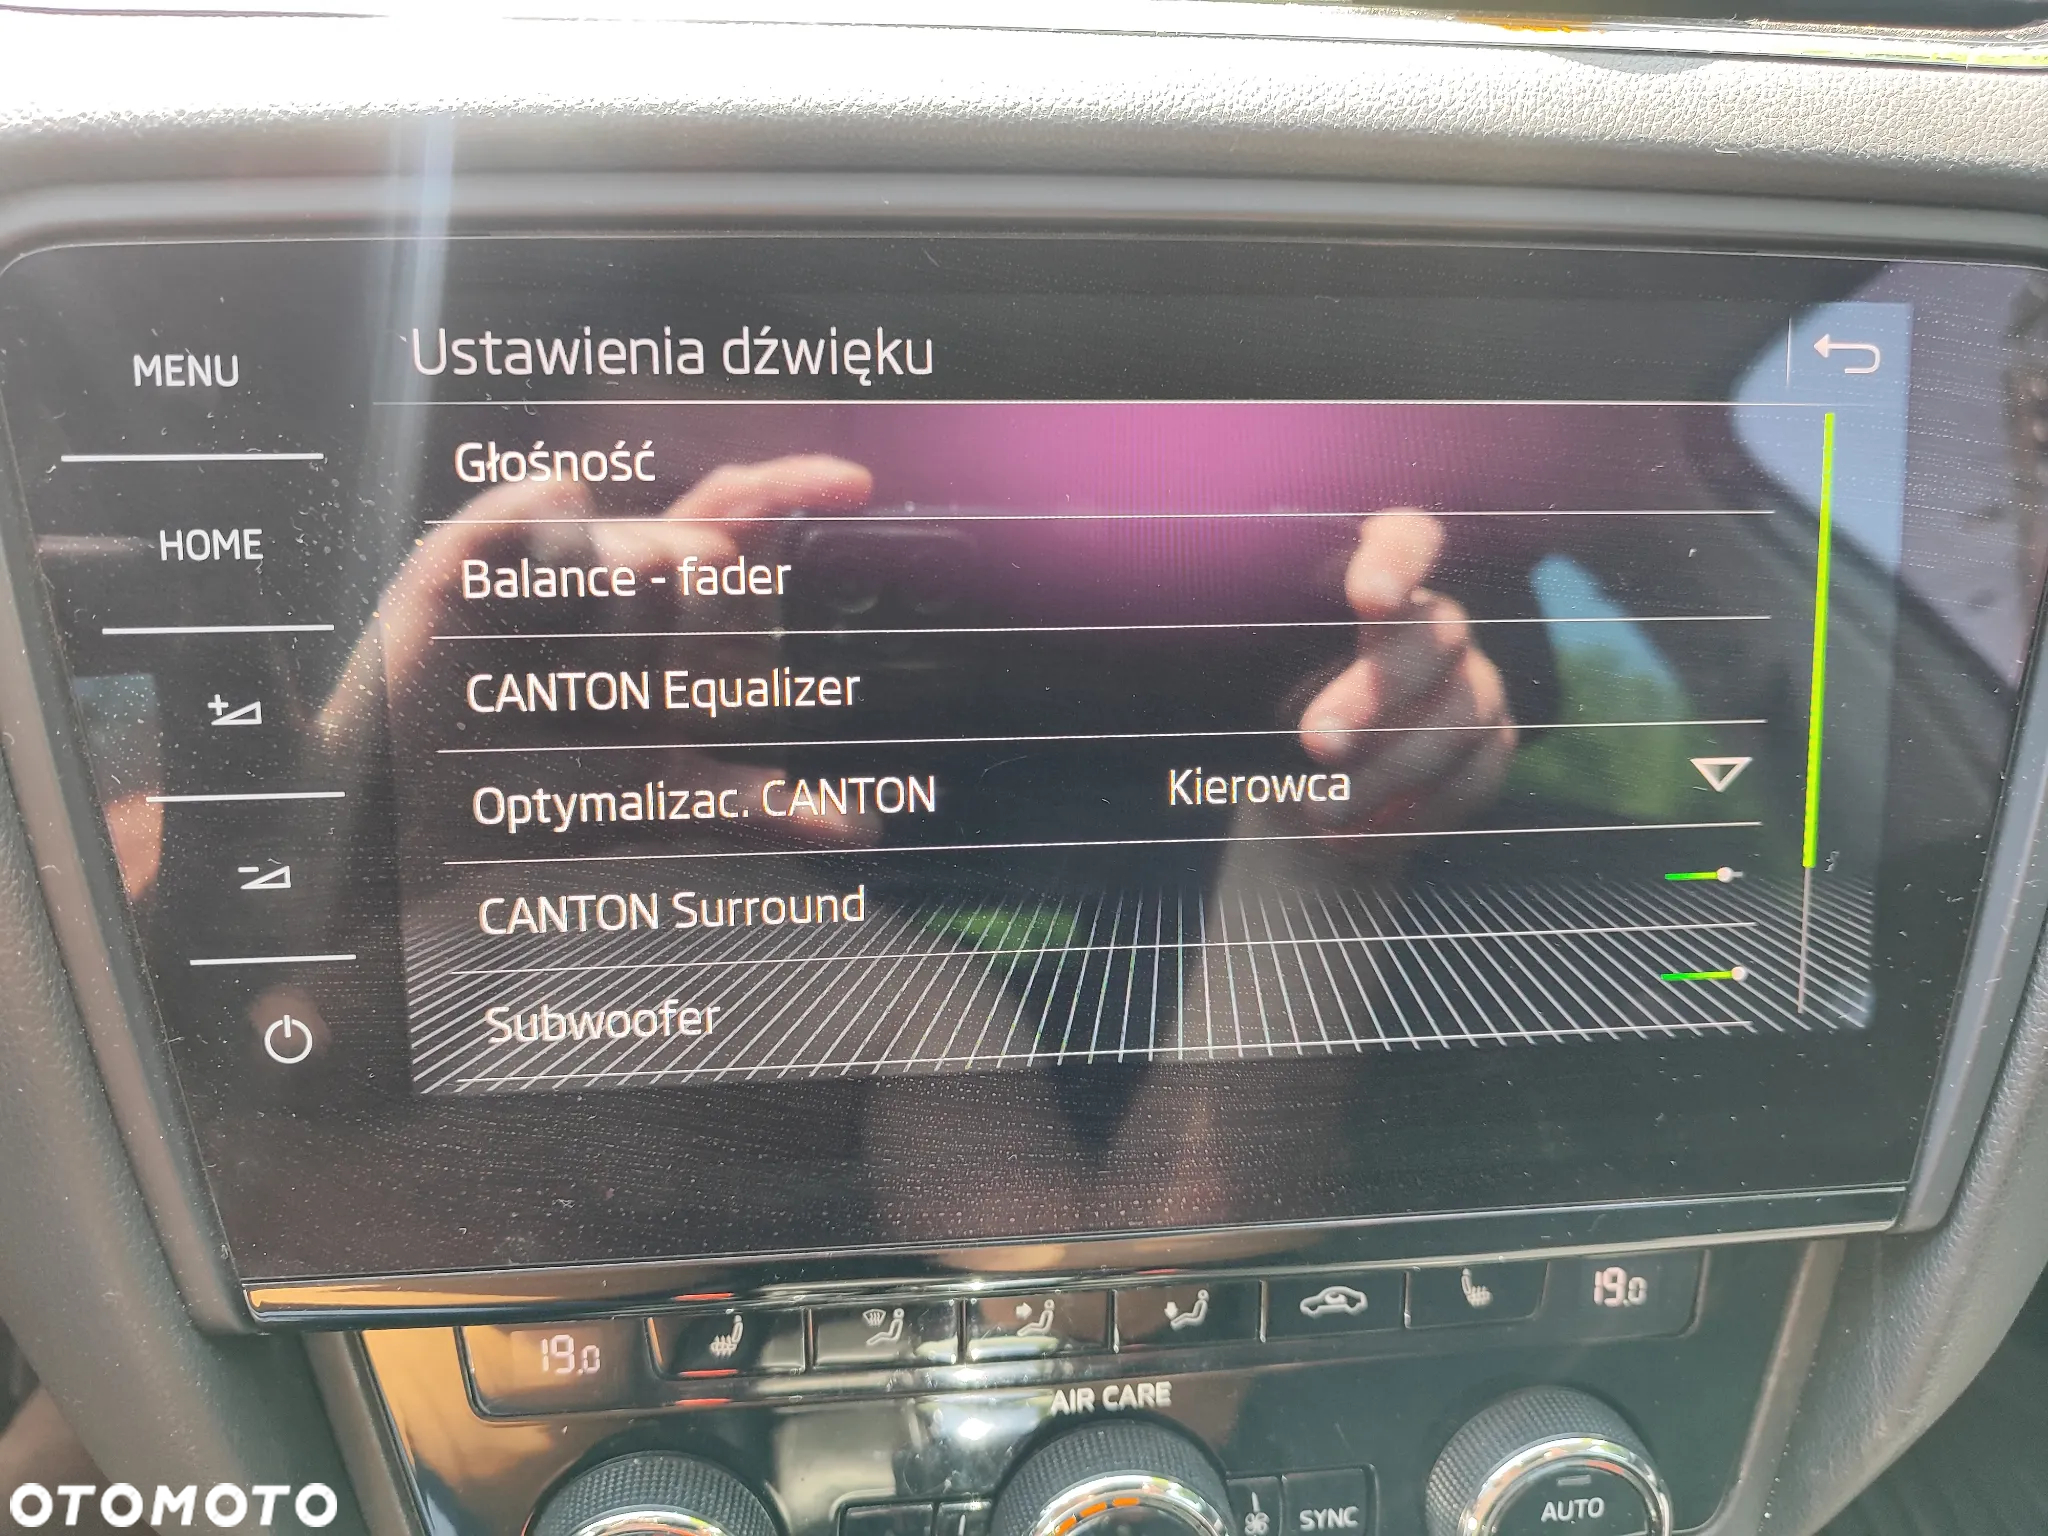 Ustawienia dźwięku
MENU
Głośność
HOME
Balance - fader
CANTON Equalizer
Optymalizac. CANTON Kierowca
CANTON Surround
Subwoofer
19.0
19.0
AIR CARE
SYNC
AUTO
OTOMOTO